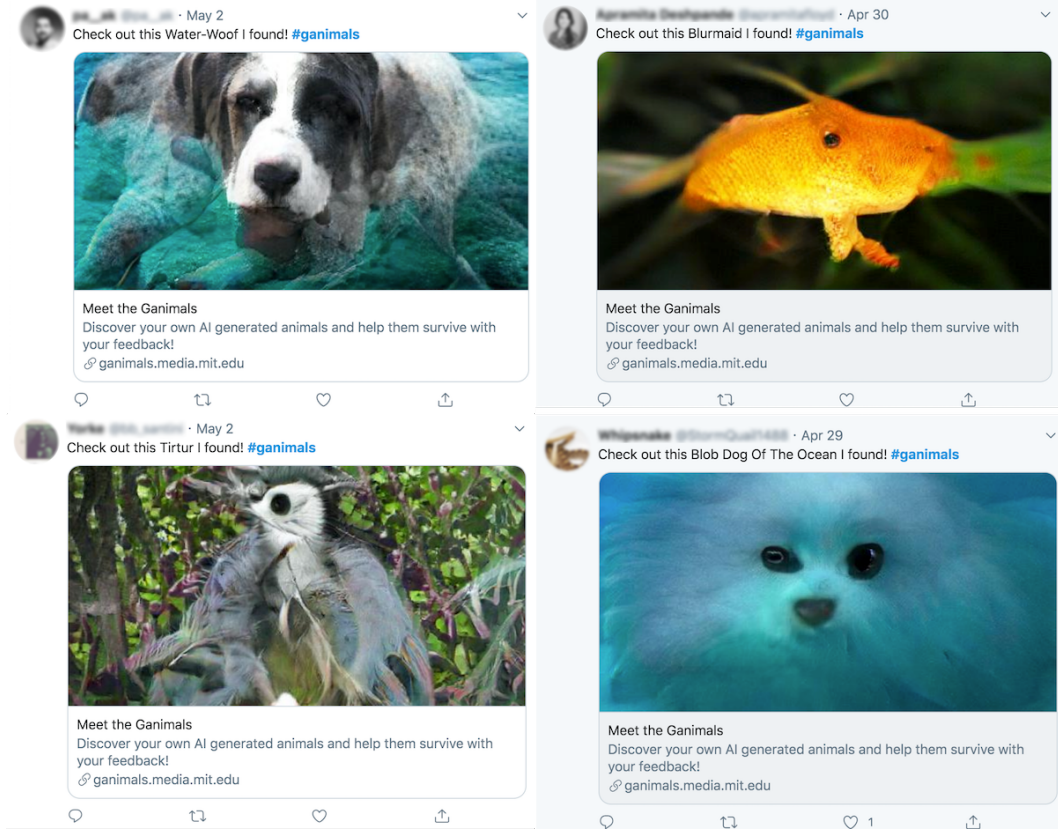 · May 2
Check out this Water-Woof I found! #ganimals
Meet the Ganimals
Discover your own AI generated animals and help them survive with
your feedback!
ganimals.media.mit.edu
· Apr 30
Check out this Blurmaid I found! #ganimals
Meet the Ganimals
Discover your own AI generated animals and help them survive with
your feedback!
ganimals.media.mit.edu
· May 2
Check out this Tirtur I found! #ganimals
Meet the Ganimals
Discover your own AI generated animals and help them survive with
your feedback!
ganimals.media.mit.edu
· Apr 29
Check out this Blob Dog Of The Ocean I found! #ganimals
Meet the Ganimals
Discover your own AI generated animals and help them survive with
your feedback!
ganimals.media.mit.edu
1